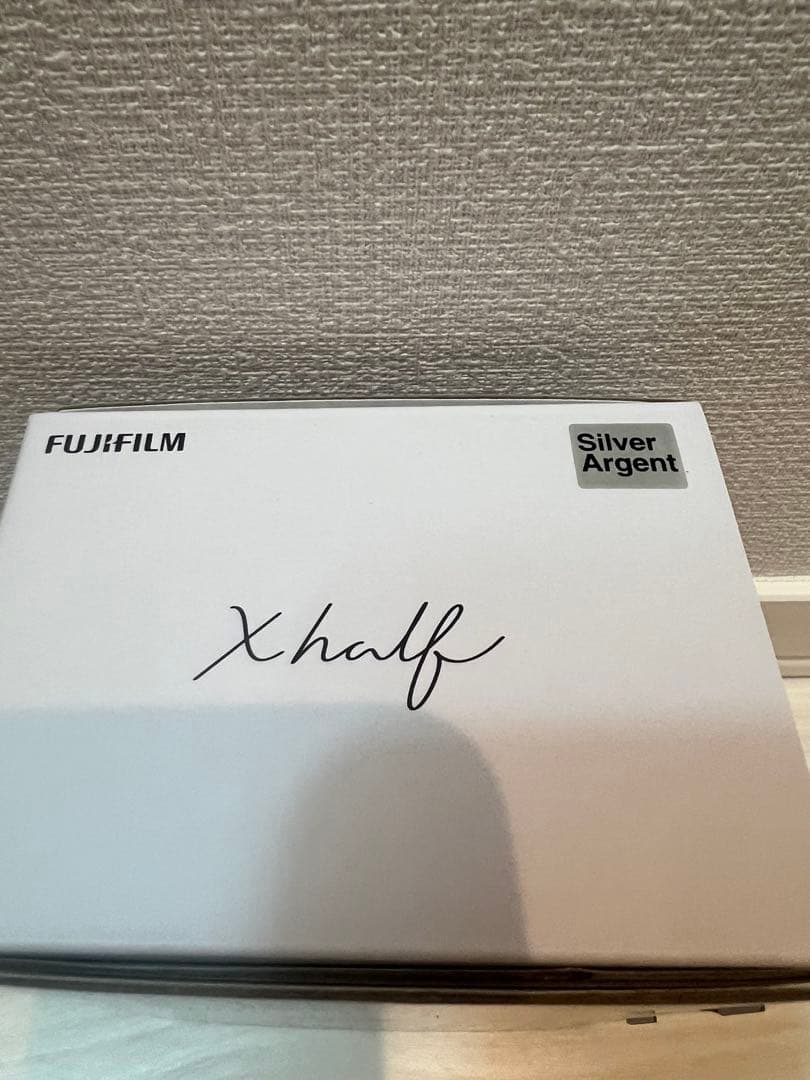 FUJIFILM
Silver
Argent
X half